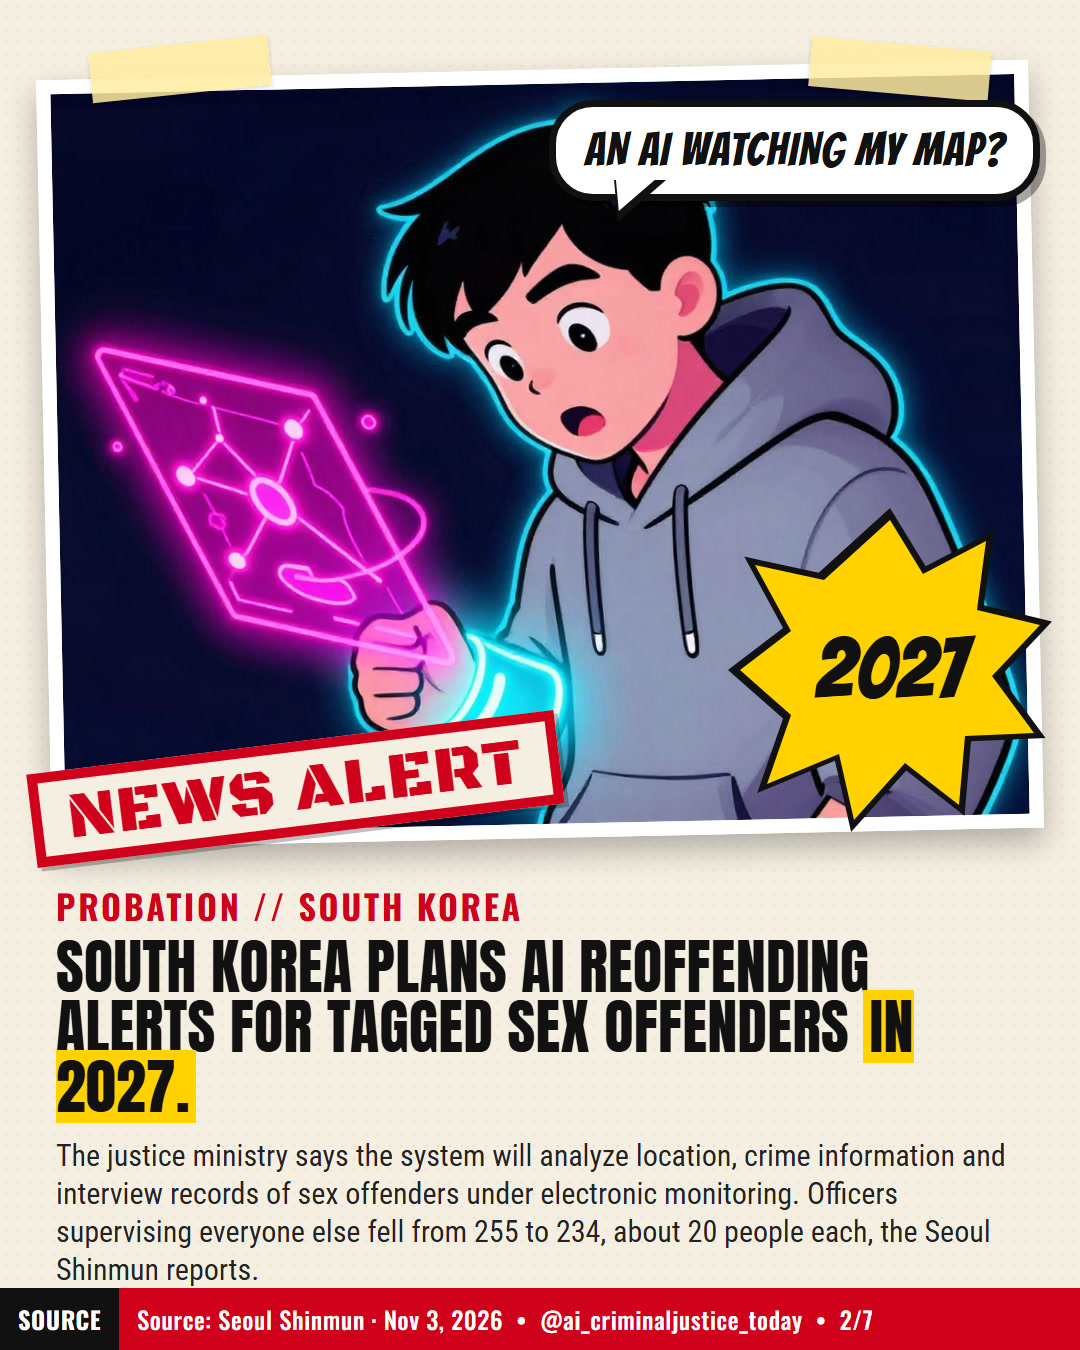 AN AI WATCHING MY MAP?
2027
NEWS ALERT
PROBATION // SOUTH KOREA
SOUTH KOREA PLANS AI REOFFENDING
ALERTS FOR TAGGED SEX OFFENDERS IN
2027.
The justice ministry says the system will analyze location, crime information and
interview records of sex offenders under electronic monitoring. Officers
supervising everyone else fell from 255 to 234, about 20 people each, the Seoul
Shinmun reports.
SOURCE Source: Seoul Shinmun · Nov 3, 2026 • @ai_criminaljustice_today • 2/7